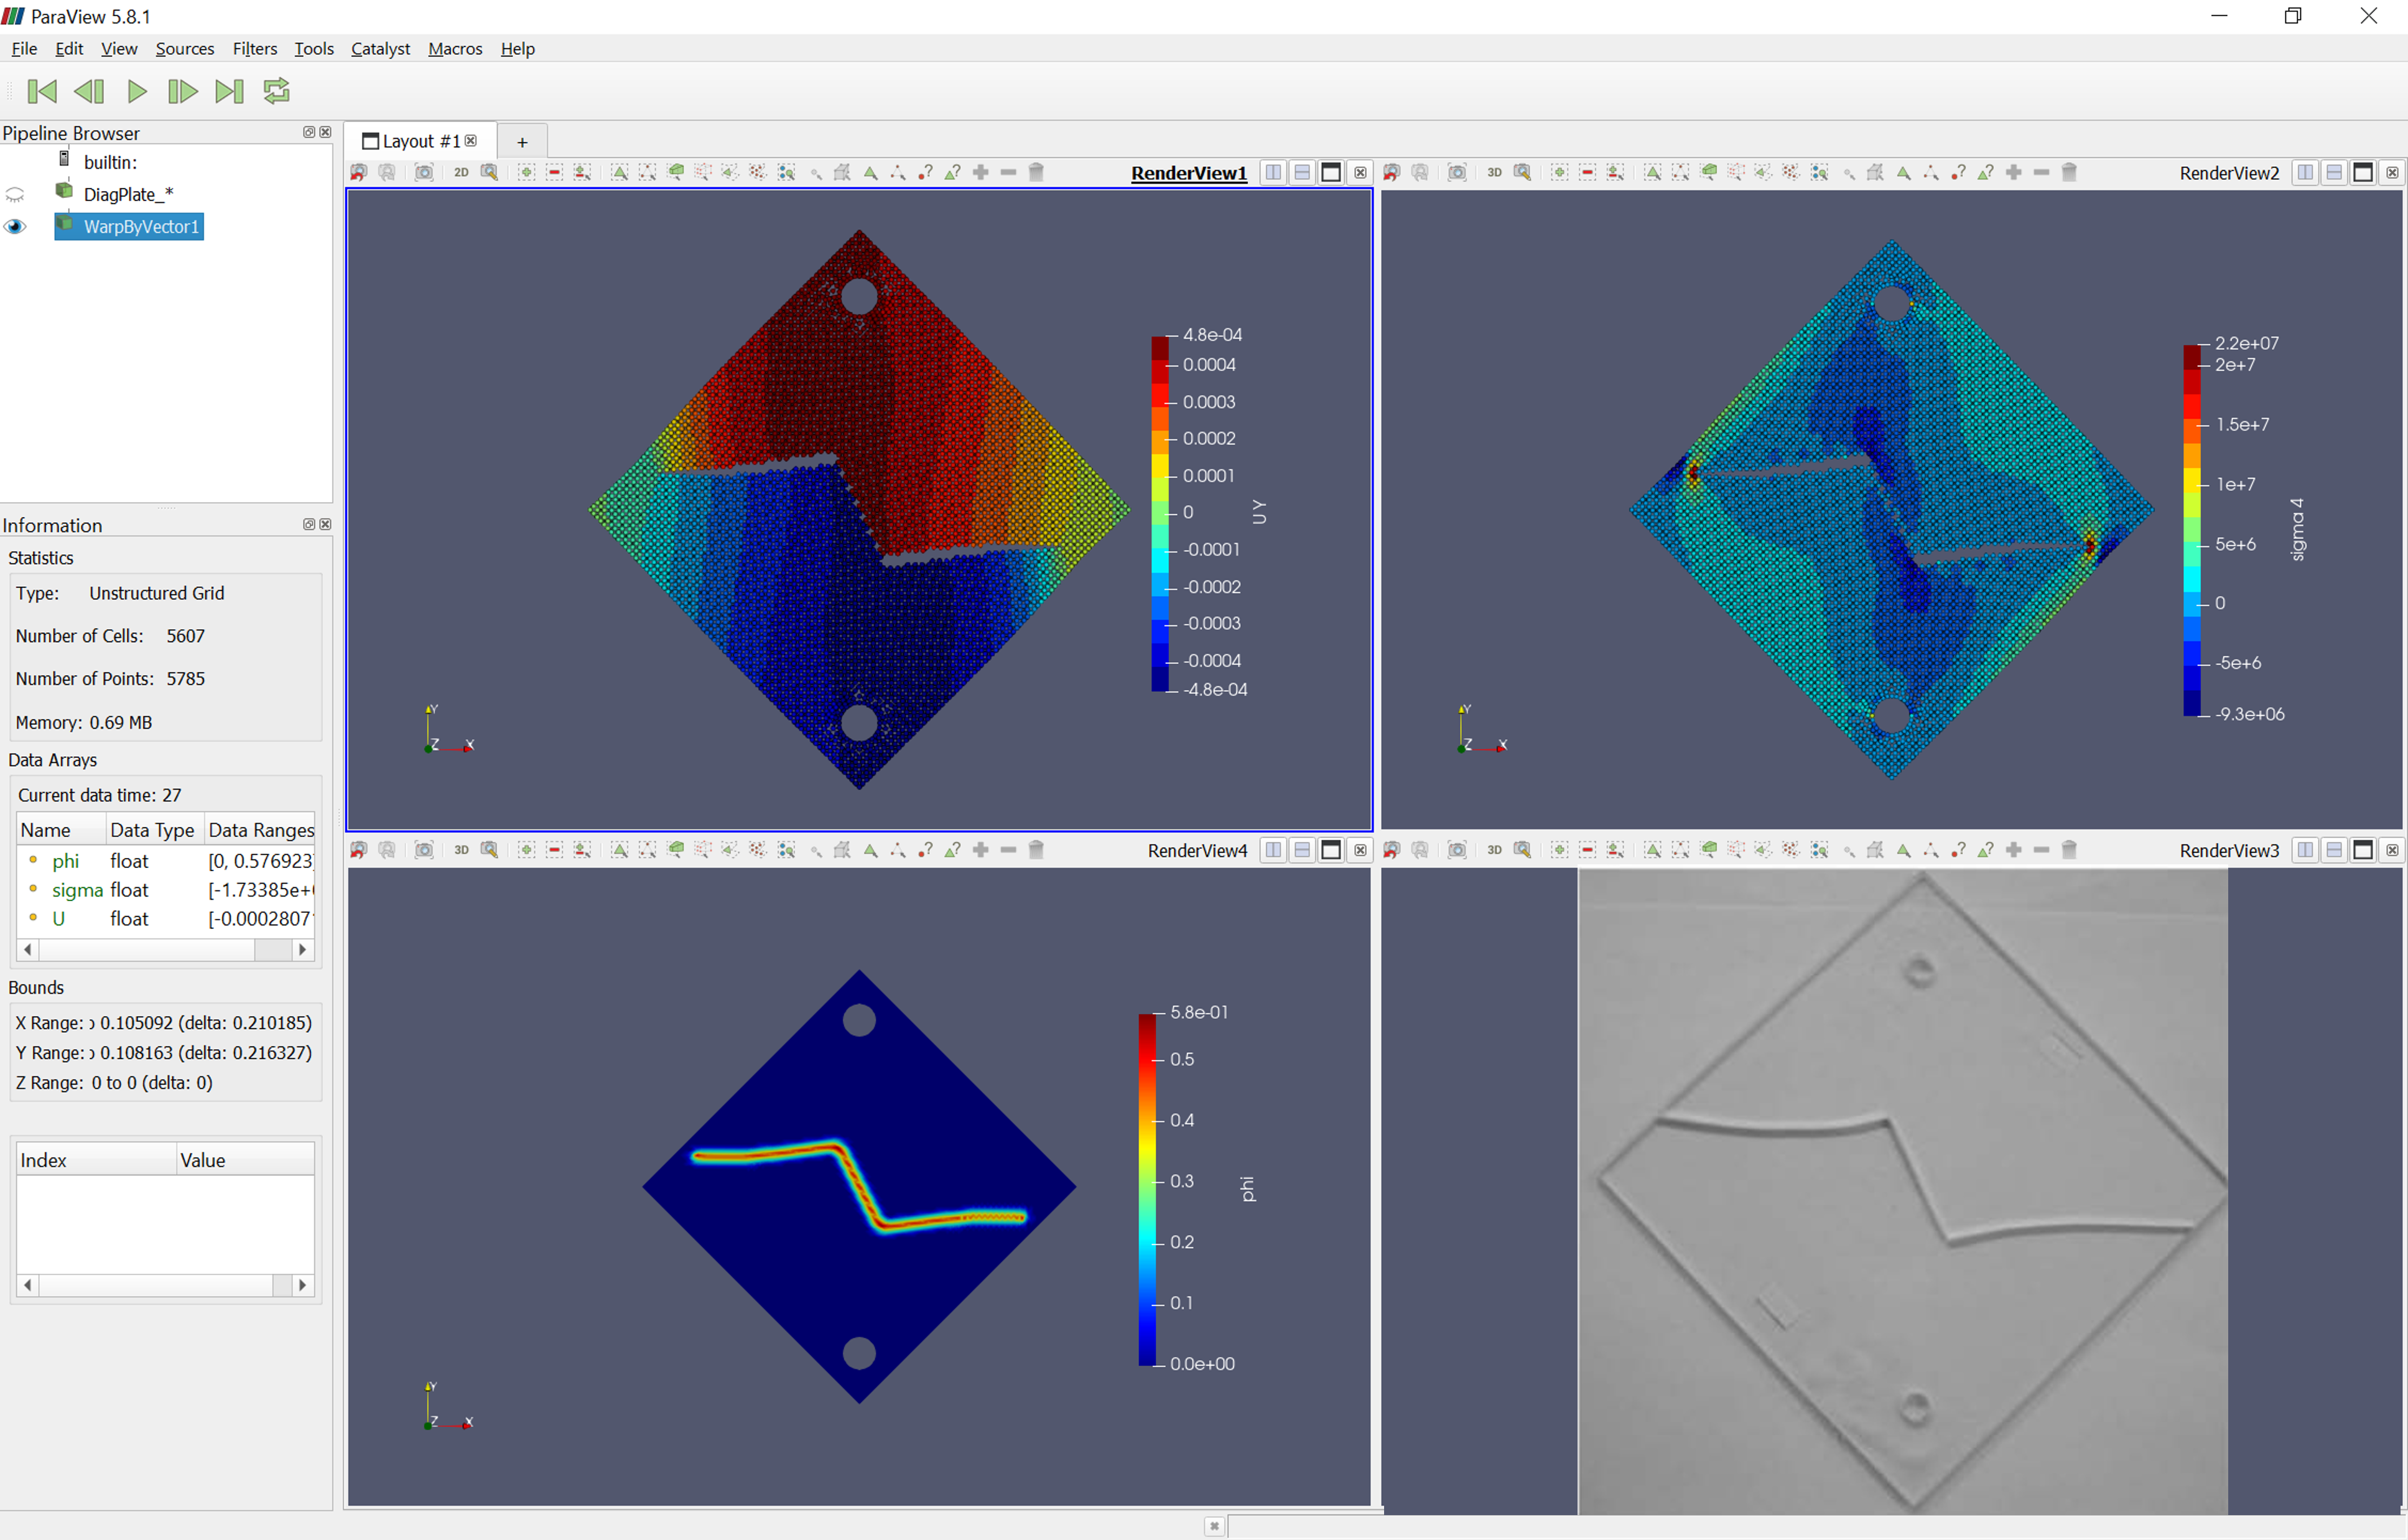 ParaView 5.8.1
File Edit View Sources Filters Tools Catalyst Macros Help
Pipeline Browser
builtin:
DiagPlate_*
WarpByVector1
Information
Statistics
Type: Unstructured Grid
Number of Cells: 5607
Number of Points: 5785
Memory: 0.69 MB
Data Arrays
Current data time: 27
Name Data Type Data Ranges
phi float [0, 0.576923]
sigma float [-1.73385e+
U float [-0.00028071
Bounds
X Range: 0.105092 (delta: 0.210185)
Y Range: 0.108163 (delta: 0.216327)
Z Range: 0 to 0 (delta: 0)
Index Value
Layout #1 +
2D RenderView1
4.8e-04
0.0004
0.0003
0.0002
0.0001
0
-0.0001
-0.0002
-0.0003
-0.0004
-4.8e-04
U Y
Y
Z X
3D RenderView2
2.2e+07
2e+7
1.5e+7
1e+7
5e+6
0
-5e+6
-9.3e+06
sigma 4
Y
Z X
3D RenderView4
5.8e-01
0.5
0.4
0.3
0.2
0.1
0.0e+00
phi
Y
Z X
3D RenderView3